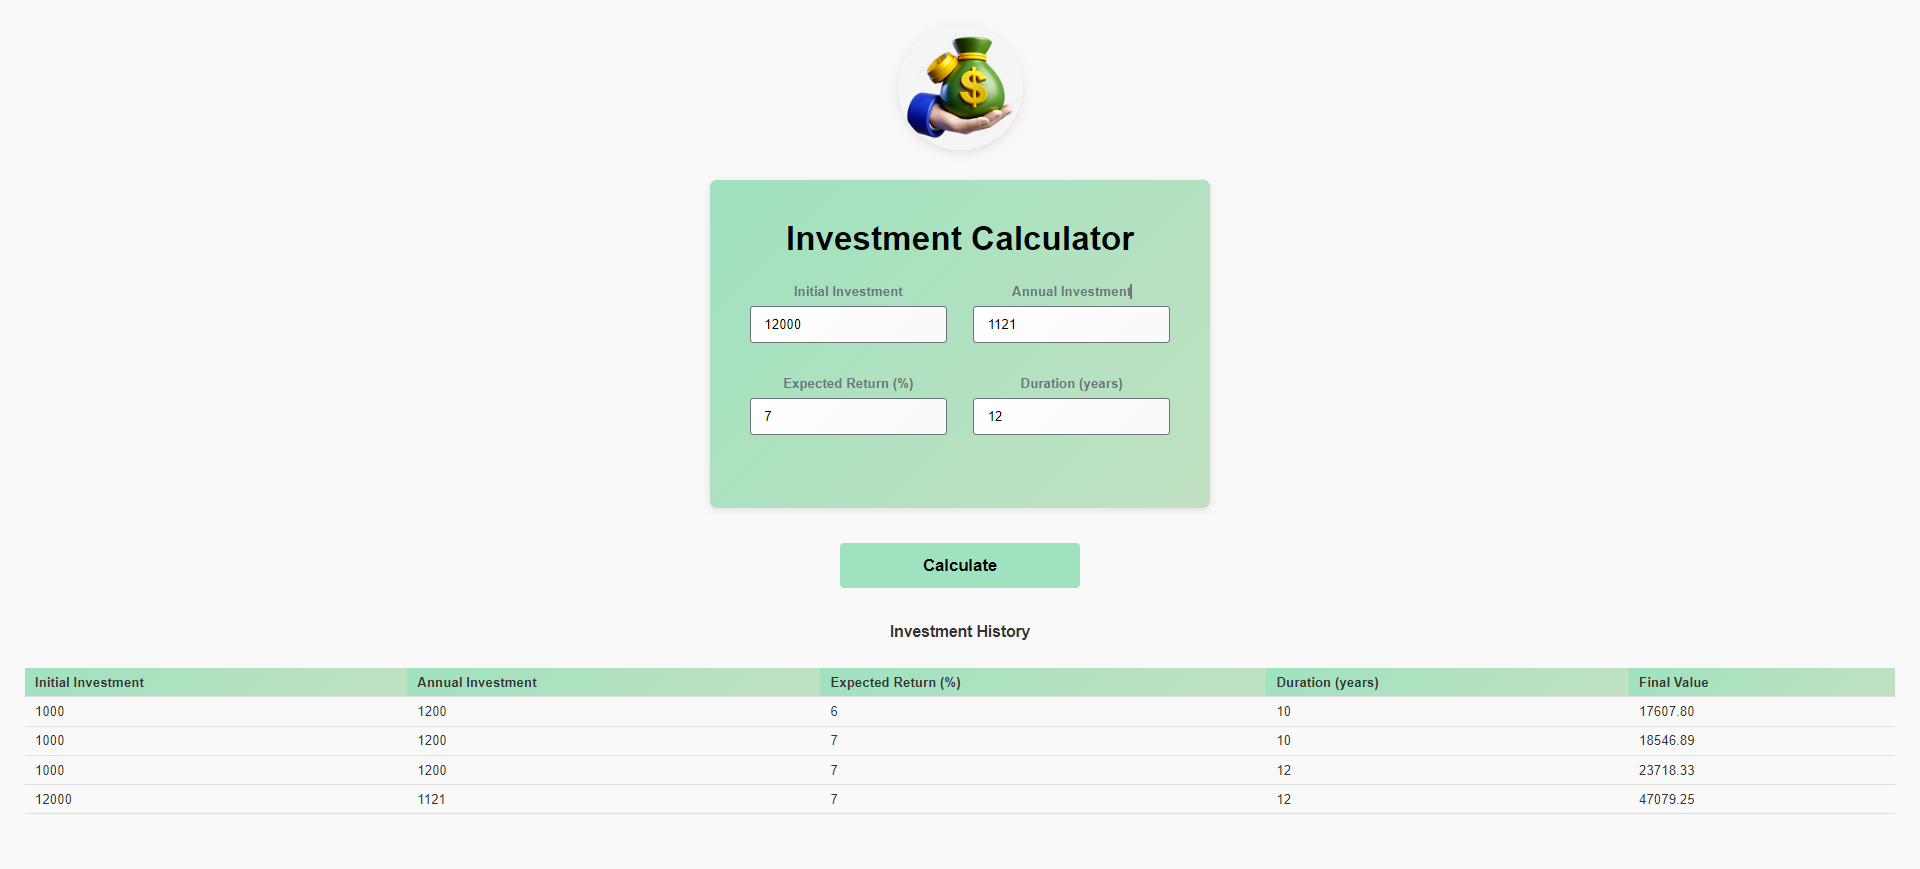 $
Investment Calculator
Initial Investment Annual Investment
12000 1121
Expected Return (%) Duration (years)
7 12
Calculate
Investment History
Initial Investment Annual Investment Expected Return (%) Duration (years) Final Value
1000 1200 6 10 17607.80
1000 1200 7 10 18546.89
1000 1200 7 12 23718.33
12000 1121 7 12 47079.25